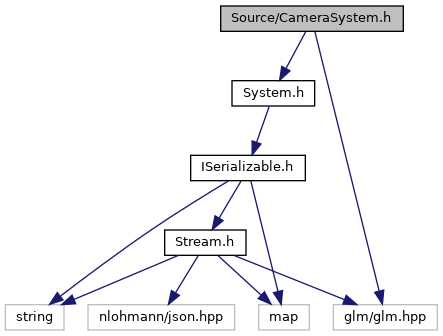 Source/CameraSystem.h
System.h
ISerializable.h
Stream.h
string
nlohmann/json.hpp
map
glm/glm.hpp